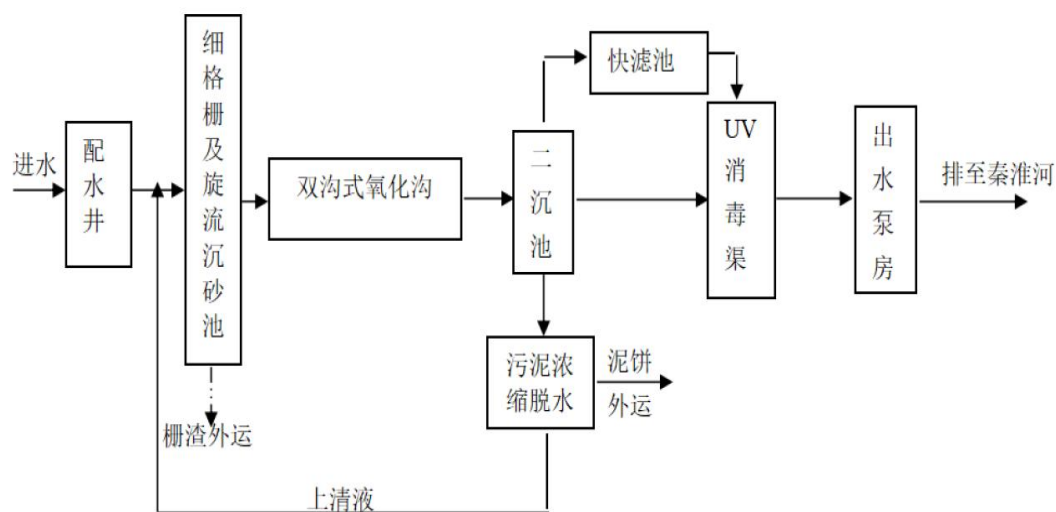 进水
配水井
细格栅及旋流沉砂池
双沟式氧化沟
二沉池
快滤池
UV消毒渠
出水泵房
排至秦淮河
污泥浓
缩脱水
泥饼
外运
栅渣外运
上清液